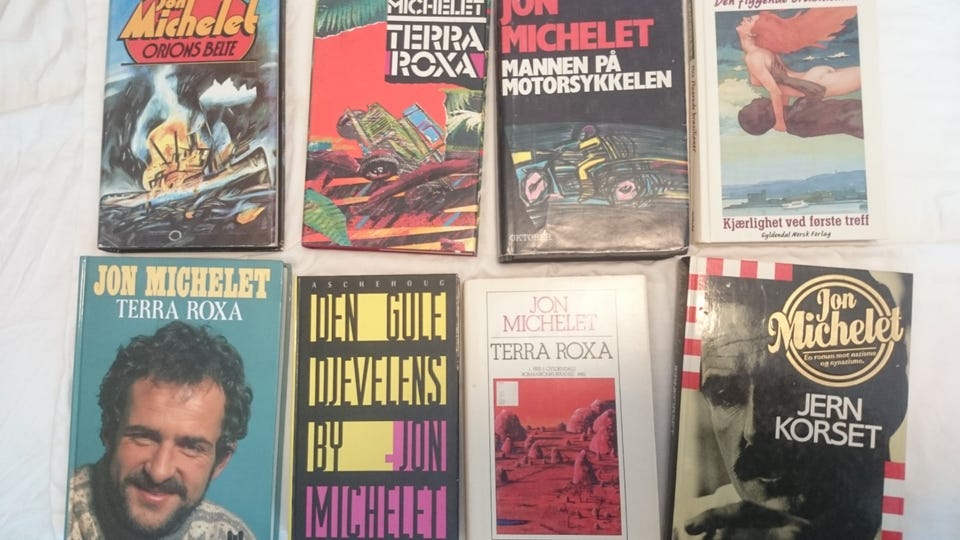 Jon
Michelet
ORIONS BELTE
MICHELET
TERRA
ROXA
JON
MICHELET
MANNEN PÅ
MOTORSYKKELEN
OKTOBER
Kjærlighet ved første treff
Gyldendal Norsk Forlag
JON MICHELET
TERRA ROXA
ASCHEHOUG
DEN GULE
DJEVELENS
BY JON
MICHELET
JON
MICHELET
TERRA ROXA
Jon
Michelet
En roman mot nazisme
og nynazisme.
JERN
KORSET